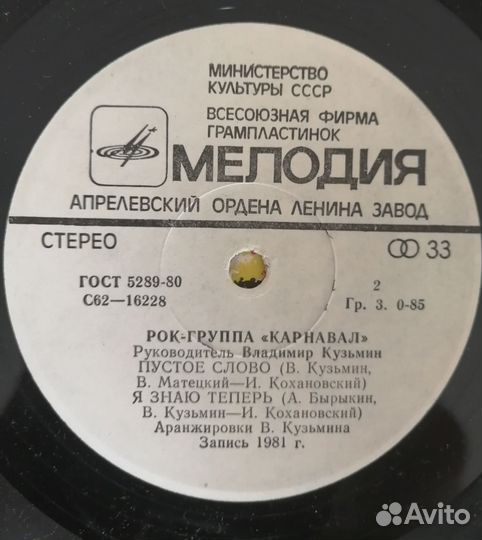 МИНИСТЕРСТВО
КУЛЬТУРЫ СССР
ВСЕСОЮЗНАЯ ФИРМА
ГРАМПЛАСТИНОК
МЕЛОДИЯ
АПРЕЛЕВСКИЙ ОРДЕНА ЛЕНИНА ЗАВОД
СТЕРЕО 33
ГОСТ 5289-80 2
С62—16228 Гр. 3. 0-85
РОК-ГРУППА «КАРНАВАЛ»
Руководитель Владимир Кузьмин
ПУСТОЕ СЛОВО (В. Кузьмин,
В. Матецкий—И. Кохановский)
Я ЗНАЮ ТЕПЕРЬ (А. Бырыкин,
В. Кузьмин—И. Кохановский)
Аранжировки В. Кузьмина
Запись 1981 г.
Avito